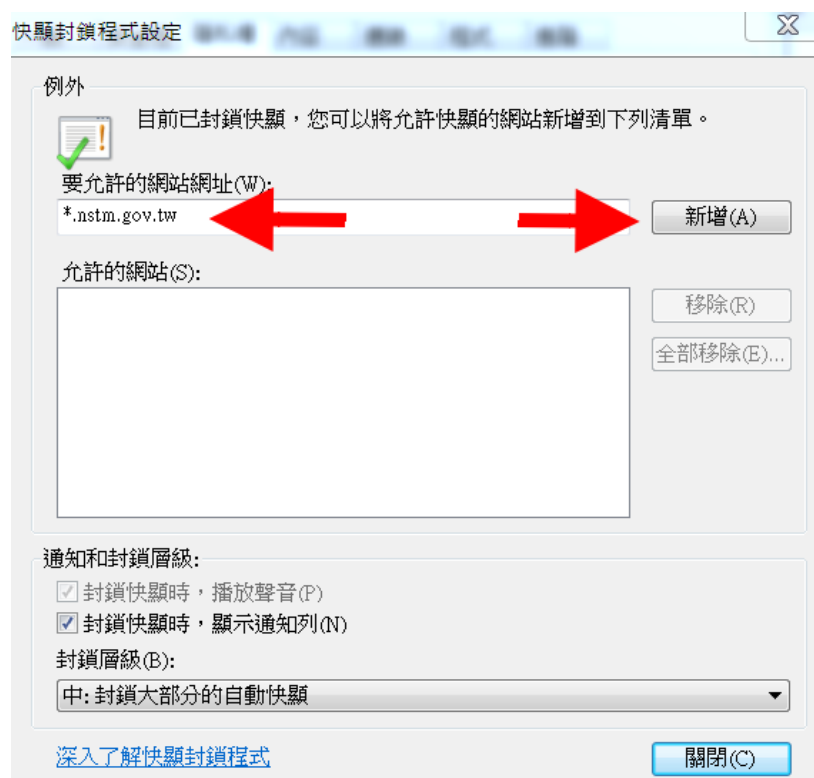 快顯封鎖程式設定
例外
目前已封鎖快顯，您可以將允許快顯的網站新增到下列清單。
要允許的網站網址(W):
*.nstm.gov.tw
新增(A)
允許的網站(S):
移除(R)
全部移除(E)...
通知和封鎖層級:
封鎖快顯時，播放聲音(P)
封鎖快顯時，顯示通知列(N)
封鎖層級(B):
中: 封鎖大部分的自動快顯
深入了解快顯封鎖程式
關閉(C)